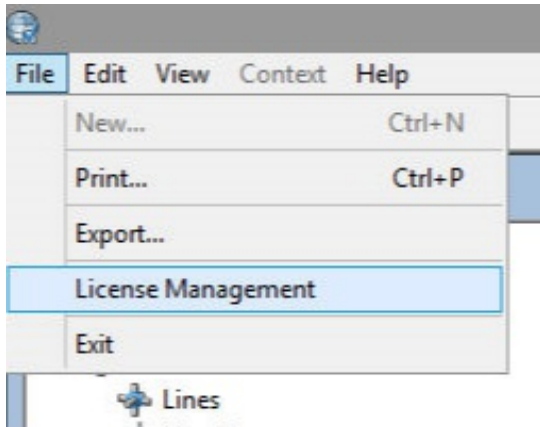 File Edit View Context Help
New... Ctrl+N
Print... Ctrl+P
Export...
License Management
Exit
Lines